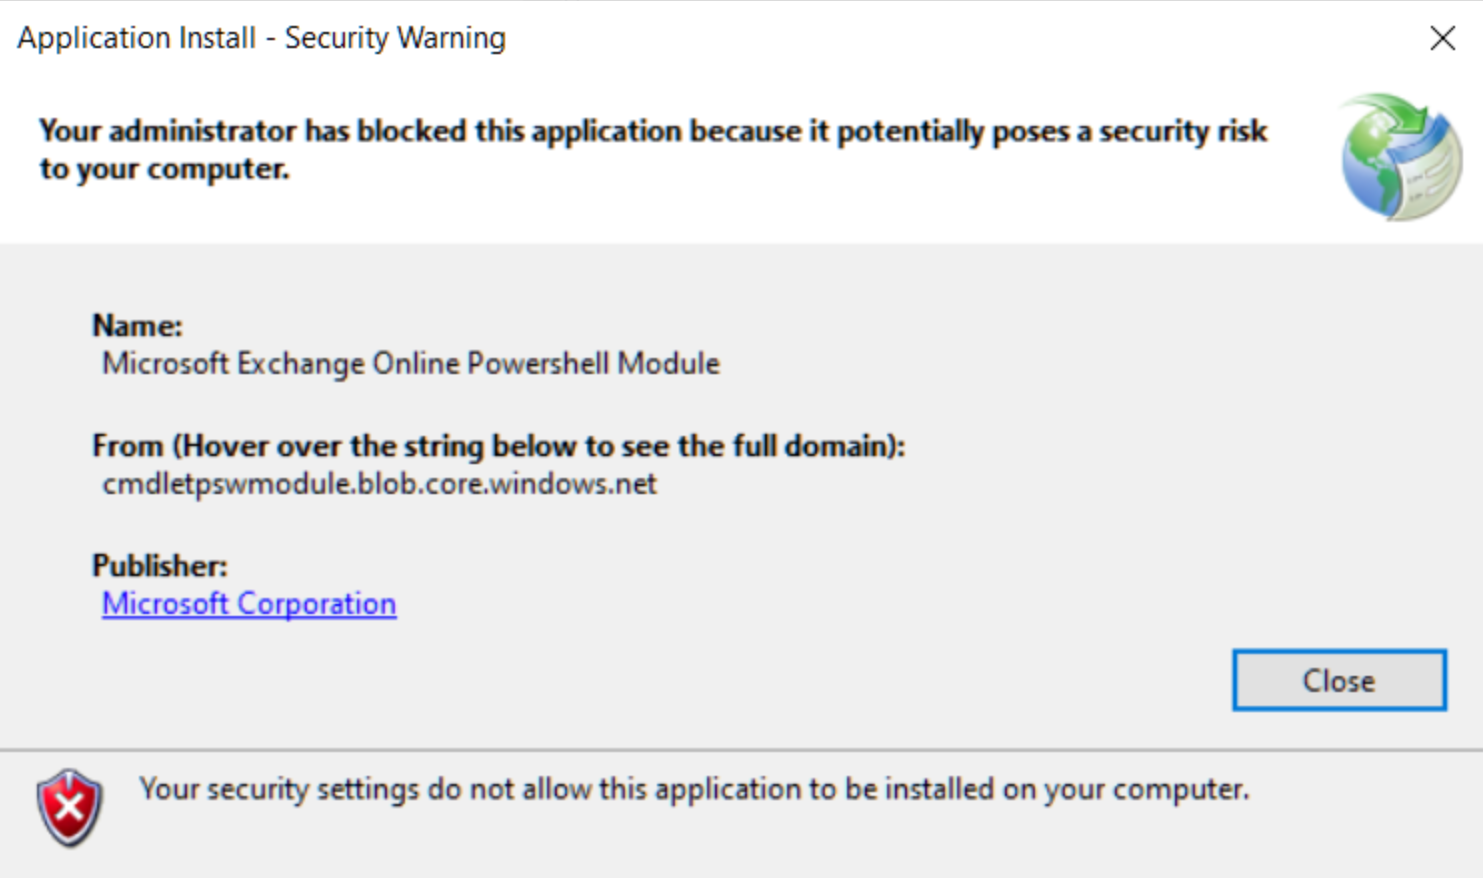 Application Install - Security Warning
Your administrator has blocked this application because it potentially poses a security risk
to your computer.
Name:
Microsoft Exchange Online Powershell Module
From (Hover over the string below to see the full domain):
cmdletpswmodule.blob.core.windows.net
Publisher:
Microsoft Corporation
Close
Your security settings do not allow this application to be installed on your computer.